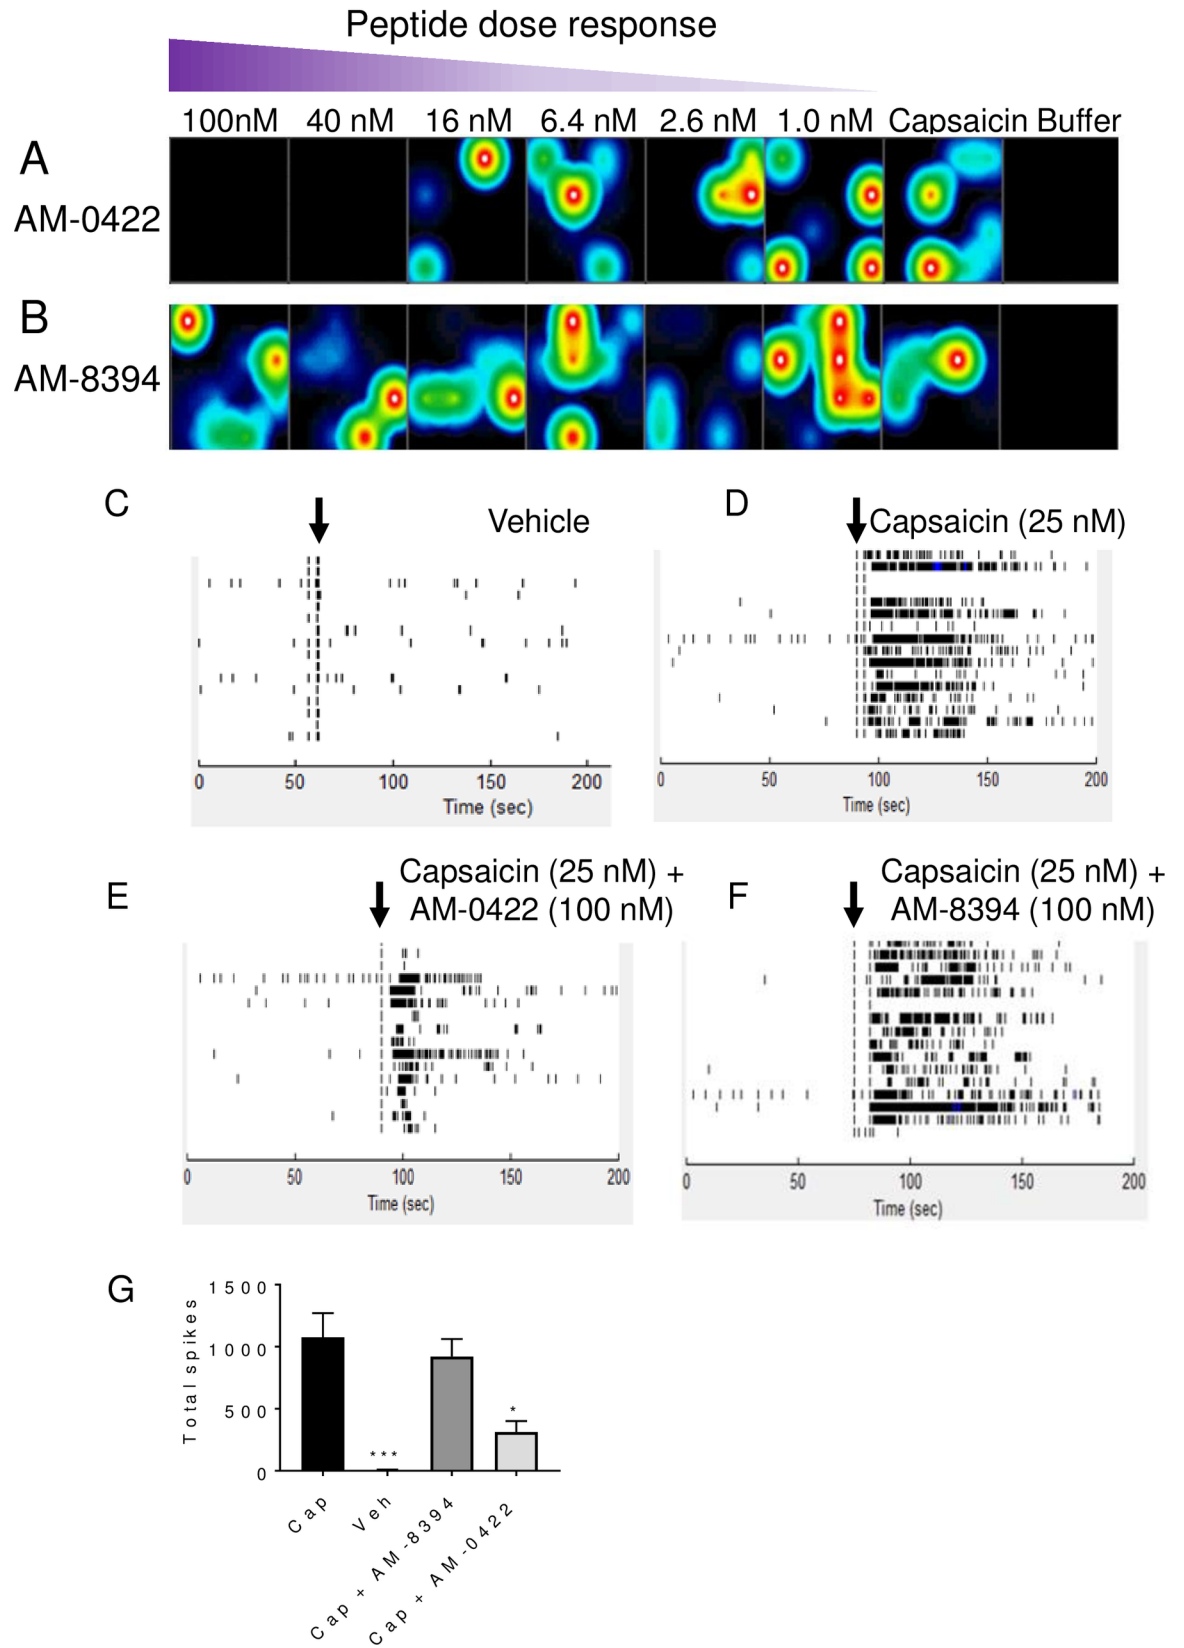 Peptide dose response
100nM 40 nM 16 nM 6.4 nM 2.6 nM 1.0 nM Capsaicin Buffer
A
AM-0422
B
AM-8394
C
Vehicle
0 50 100 150 200
Time (sec)
D
Capsaicin (25 nM)
0 50 100 150 200
Time (sec)
E
Capsaicin (25 nM) +
AM-0422 (100 nM)
0 50 100 150 200
Time (sec)
F
Capsaicin (25 nM) +
AM-8394 (100 nM)
0 50 100 150 200
Time (sec)
G
Total spikes
1500
1000
500
0
***
*
Cap
Veh
Cap + AM-8394
Cap + AM-0422